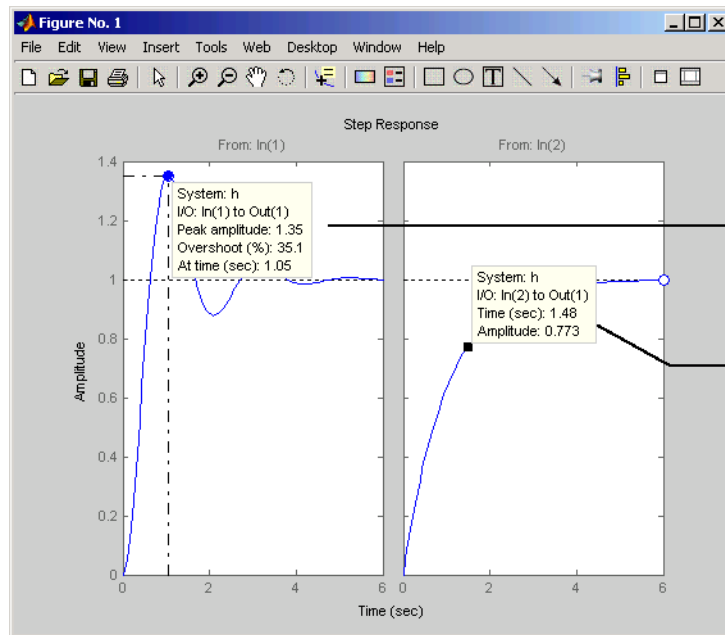 Figure No. 1
File Edit View Insert Tools Web Desktop Window Help
T
Step Response
From: In(1)
From: In(2)
1.4
1.2
1
0.8
0.6
0.4
0.2
0
Amplitude
System: h
I/O: In(1) to Out(1)
Peak amplitude: 1.35
Overshoot (%): 35.1
At time (sec): 1.05
System: h
I/O: In(2) to Out(1)
Time (sec): 1.48
Amplitude: 0.773
0 2 4 6
0 2 4 6
Time (sec)